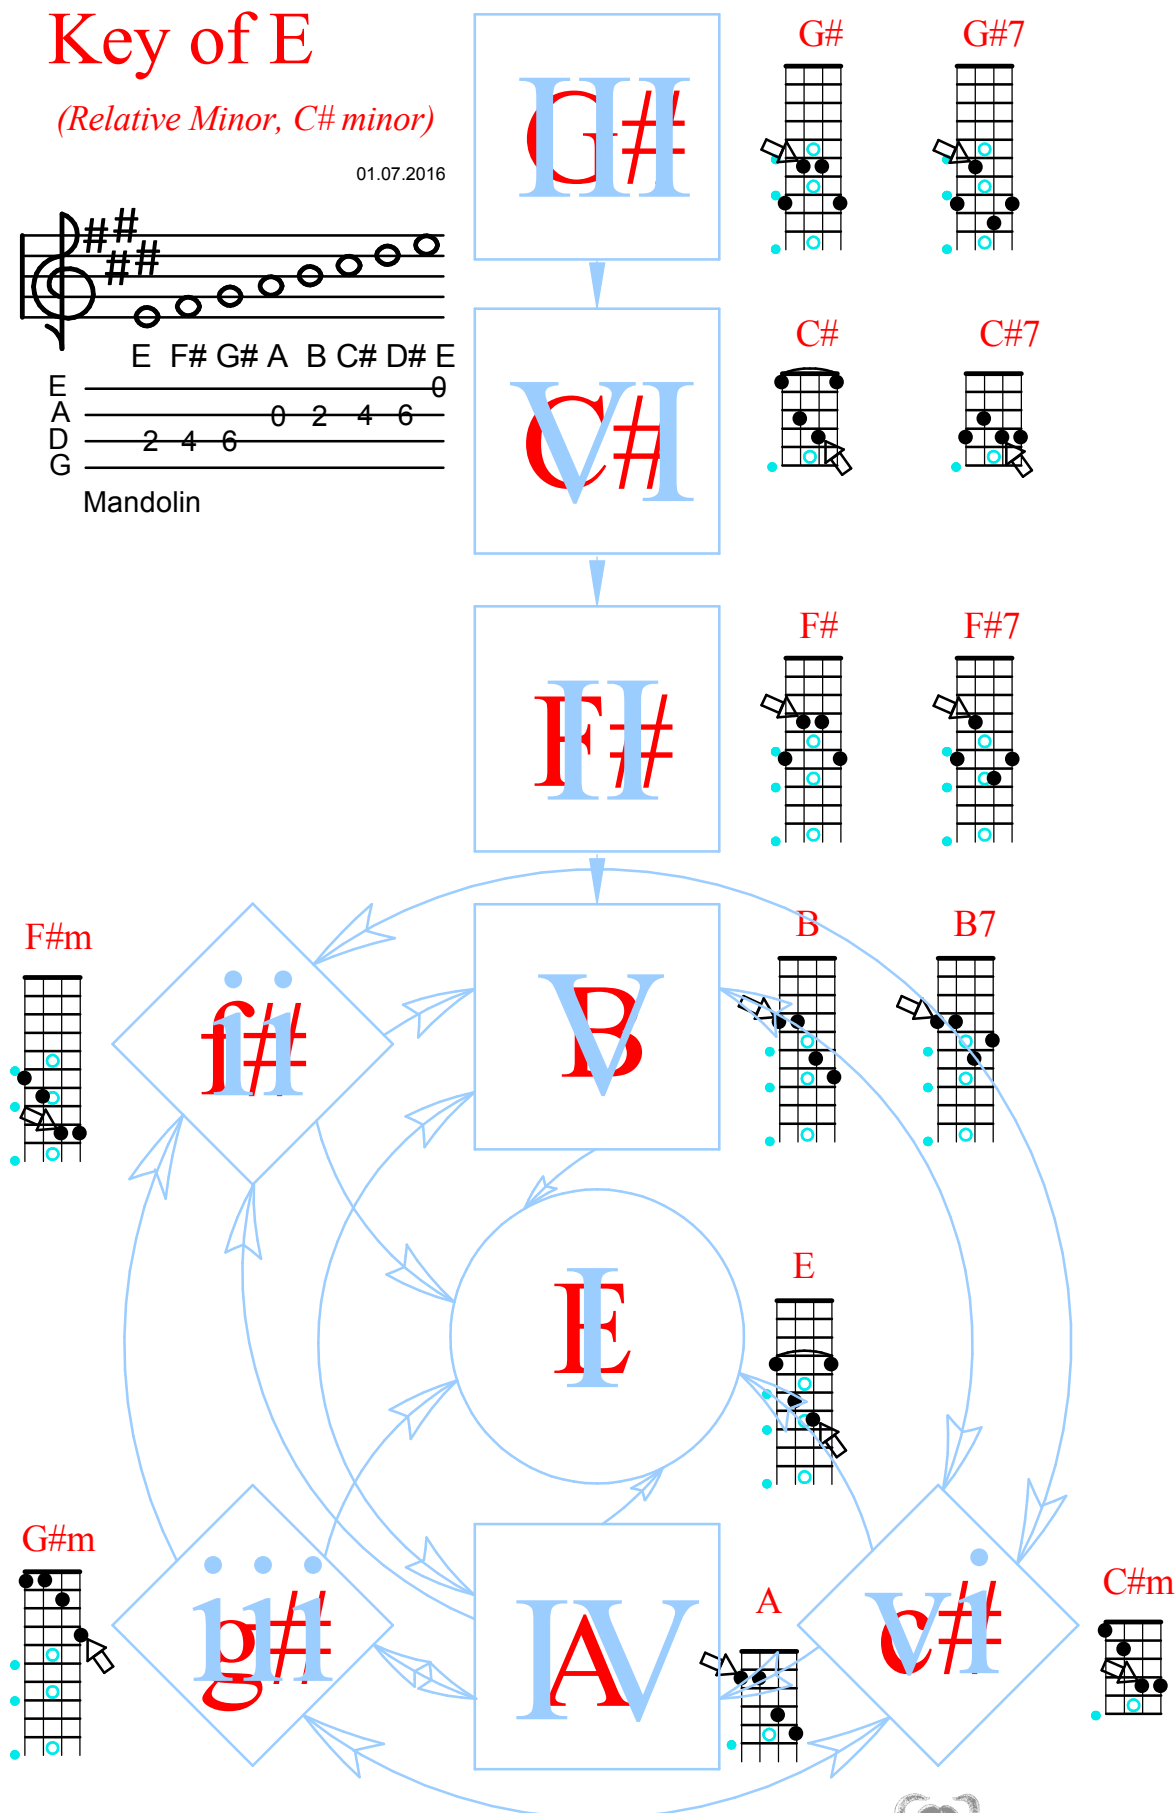 Key of E
(Relative Minor, C# minor)
01.07.2016
# # # #
E F# G# A B C# D# E
E 0
A 0 2 4 6
D 2 4 6
G
Mandolin
III G#
G# G#7
VI C#
C# C#7
II F#
F# F#7
F#m
ii f#
V B
B B7
I E
E
G#m
iii g#
IV A
A
vi c#
C#m